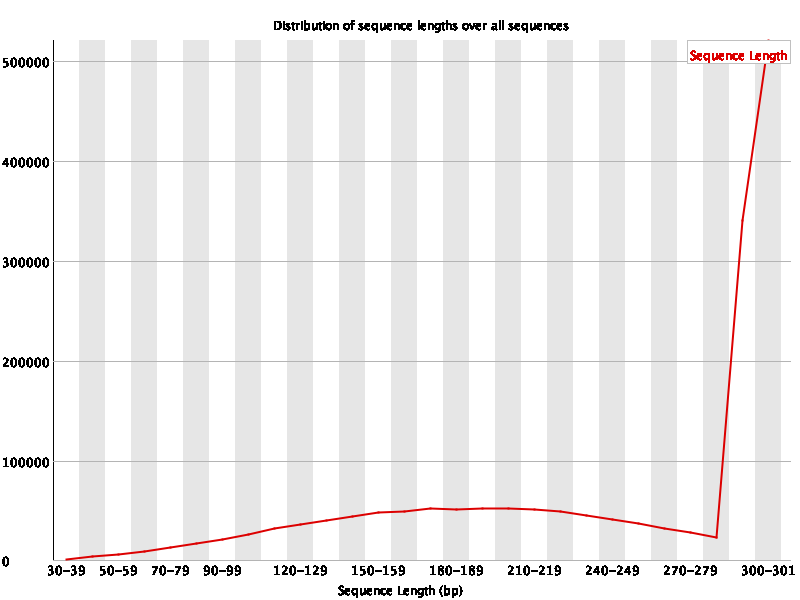 Distribution of sequence lengths over all sequences
Sequence Length
500000
400000
300000
200000
100000
0
30-39 50-59 70-79 90-99 120-129 150-159 180-189 210-219 240-249 270-279 300-301
Sequence Length (bp)